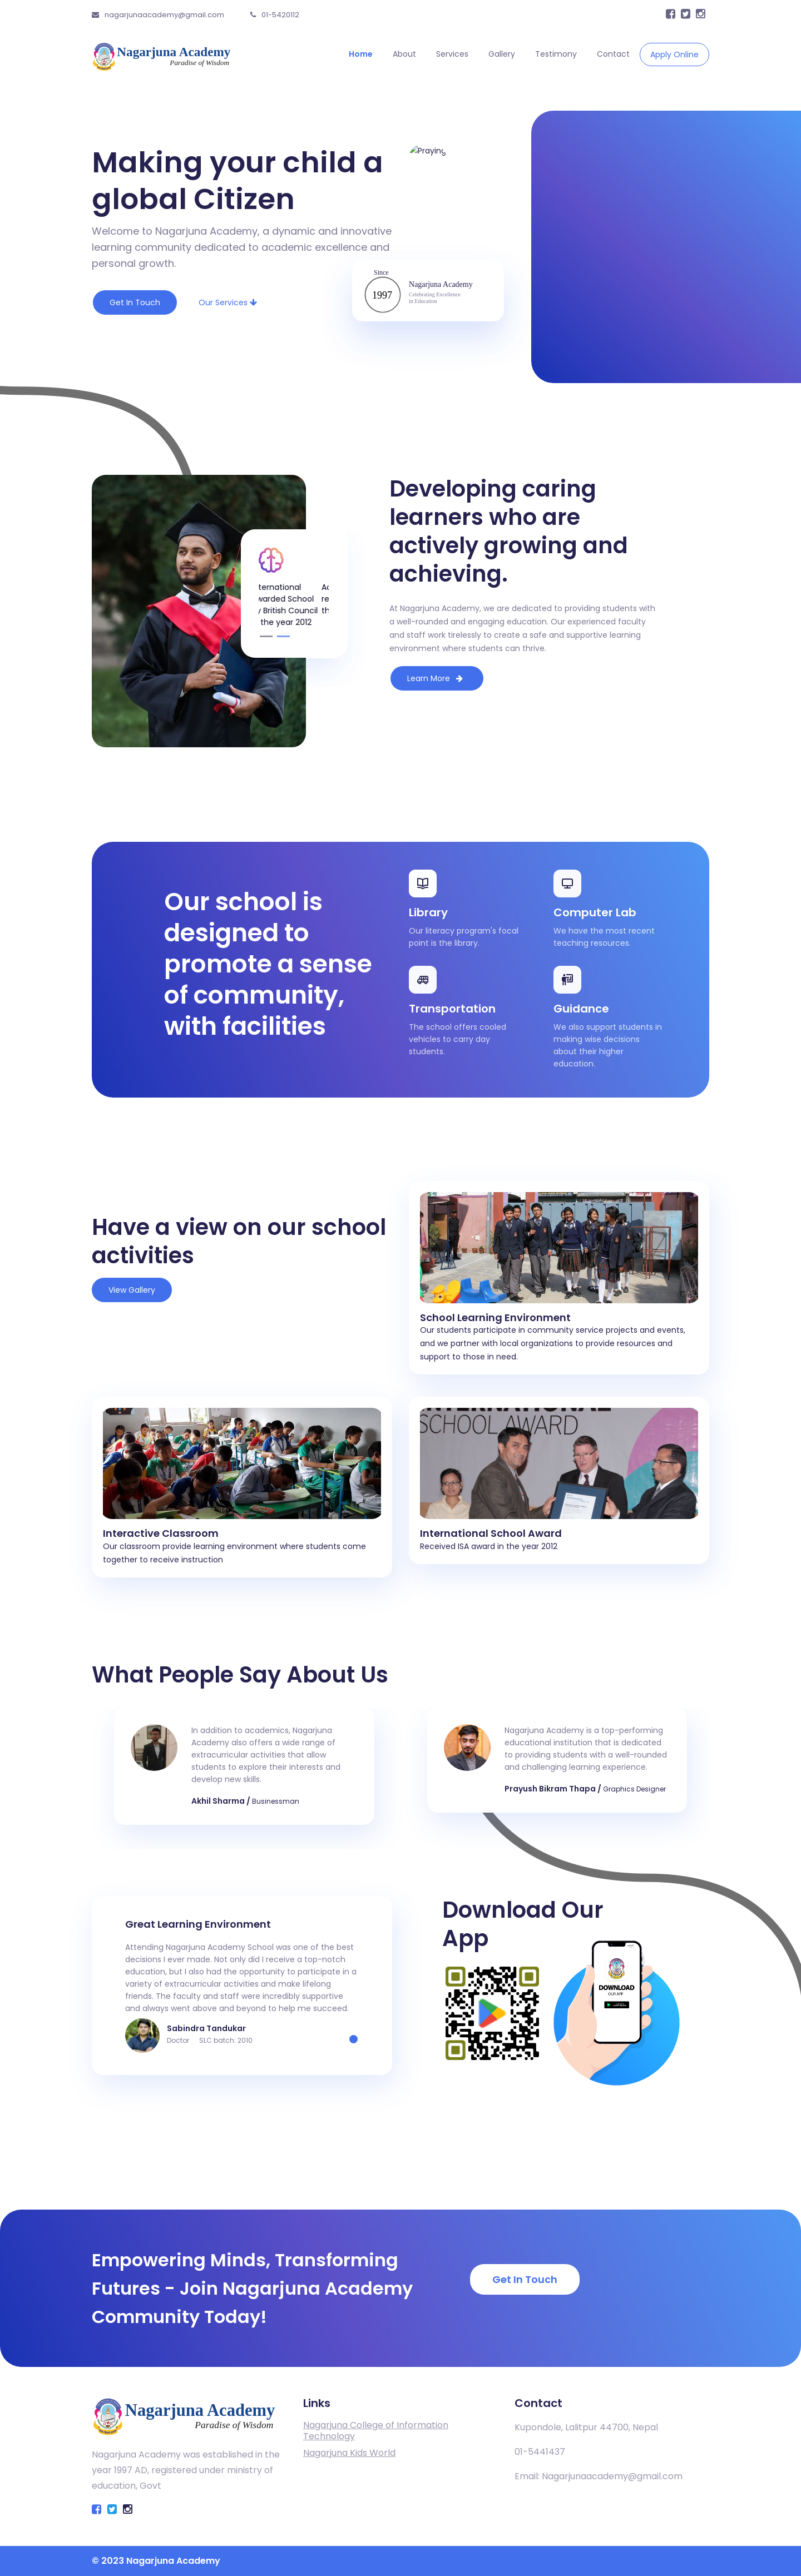 nagarjunaacademy@gmail.com
01-5420112
Nagarjuna Academy
Paradise of Wisdom
Home
About
Services
Gallery
Testimony
Contact
Apply Online
Making your child a
global Citizen
Welcome to Nagarjuna Academy, a dynamic and innovative
learning community dedicated to academic excellence and
personal growth.
Get In Touch
Our Services
Praying
Since
1997
Nagarjuna Academy
Celebrating Excellence
in Education
ternational
warded School
y British Council
the year 2012
Developing caring
learners who are
actively growing and
achieving.
At Nagarjuna Academy, we are dedicated to providing students with
a well-rounded and engaging education. Our experienced faculty
and staff work tirelessly to create a safe and supportive learning
environment where students can thrive.
Learn More
Our school is
designed to
promote a sense
of community,
with facilities
Library
Our literacy program's focal
point is the library.
Computer Lab
We have the most recent
teaching resources.
Transportation
The school offers cooled
vehicles to carry day
students.
Guidance
We also support students in
making wise decisions
about their higher
education.
Have a view on our school
activities
View Gallery
School Learning Environment
Our students participate in community service projects and events,
and we partner with local organizations to provide resources and
support to those in need.
Interactive Classroom
Our classroom provide learning environment where students come
together to receive instruction
INTERNATIONAL
SCHOOL AWARD
International School Award
Received ISA award in the year 2012
What People Say About Us
In addition to academics, Nagarjuna
Academy also offers a wide range of
extracurricular activities that allow
students to explore their interests and
develop new skills.
Akhil Sharma / Businessman
Nagarjuna Academy is a top-performing
educational institution that is dedicated
to providing students with a well-rounded
and challenging learning experience.
Prayush Bikram Thapa / Graphics Designer
Great Learning Environment
Attending Nagarjuna Academy School was one of the best
decisions I ever made. Not only did I receive a top-notch
education, but I also had the opportunity to participate in a
variety of extracurricular activities and make lifelong
friends. The faculty and staff were incredibly supportive
and always went above and beyond to help me succeed.
Sabindra Tandukar
Doctor SLC batch: 2010
Download Our
App
DOWNLOAD
OUR APP
Empowering Minds, Transforming
Futures - Join Nagarjuna Academy
Community Today!
Get In Touch
Nagarjuna Academy
Paradise of Wisdom
Nagarjuna Academy was established in the
year 1997 AD, registered under ministry of
education, Govt
Links
Nagarjuna College of Information
Technology
Nagarjuna Kids World
Contact
Kupondole, Lalitpur 44700, Nepal
01-5441437
Email: Nagarjunaacademy@gmail.com
© 2023 Nagarjuna Academy